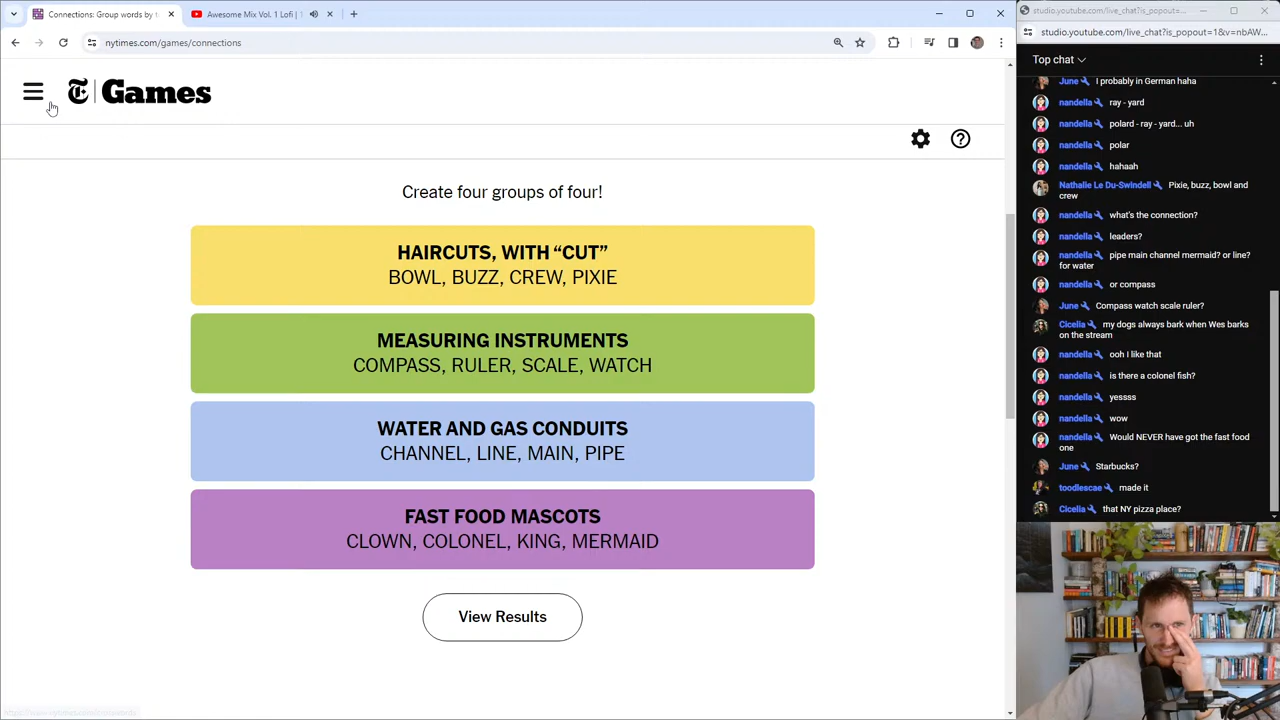 Connections: Group words by t
Awesome Mix Vol. 1 Lofi |
nytimes.com/games/connections
Games
Create four groups of four!
HAIRCUTS, WITH “CUT”
BOWL, BUZZ, CREW, PIXIE
MEASURING INSTRUMENTS
COMPASS, RULER, SCALE, WATCH
WATER AND GAS CONDUITS
CHANNEL, LINE, MAIN, PIPE
FAST FOOD MASCOTS
CLOWN, COLONEL, KING, MERMAID
View Results
studio.youtube.com/live_chat?is_popout=...
studio.youtube.com/live_chat?is_popout=1&v=nbAW...
Top chat
June I probably in German haha
nandella ray - yard
nandella polard - ray - yard... uh
nandella polar
nandella hahaah
Nathalie Le Du-Swindell Pixie, buzz, bowl and
crew
nandella what's the connection?
nandella leaders?
nandella pipe main channel mermaid? or line?
for water
nandella or compass
June Compass watch scale ruler?
Cicelia my dogs always bark when Wes barks
on the stream
nandella ooh I like that
nandella is there a colonel fish?
nandella yessss
nandella wow
nandella Would NEVER have got the fast food
one
June Starbucks?
toodlescae made it
Cicelia that NY pizza place?